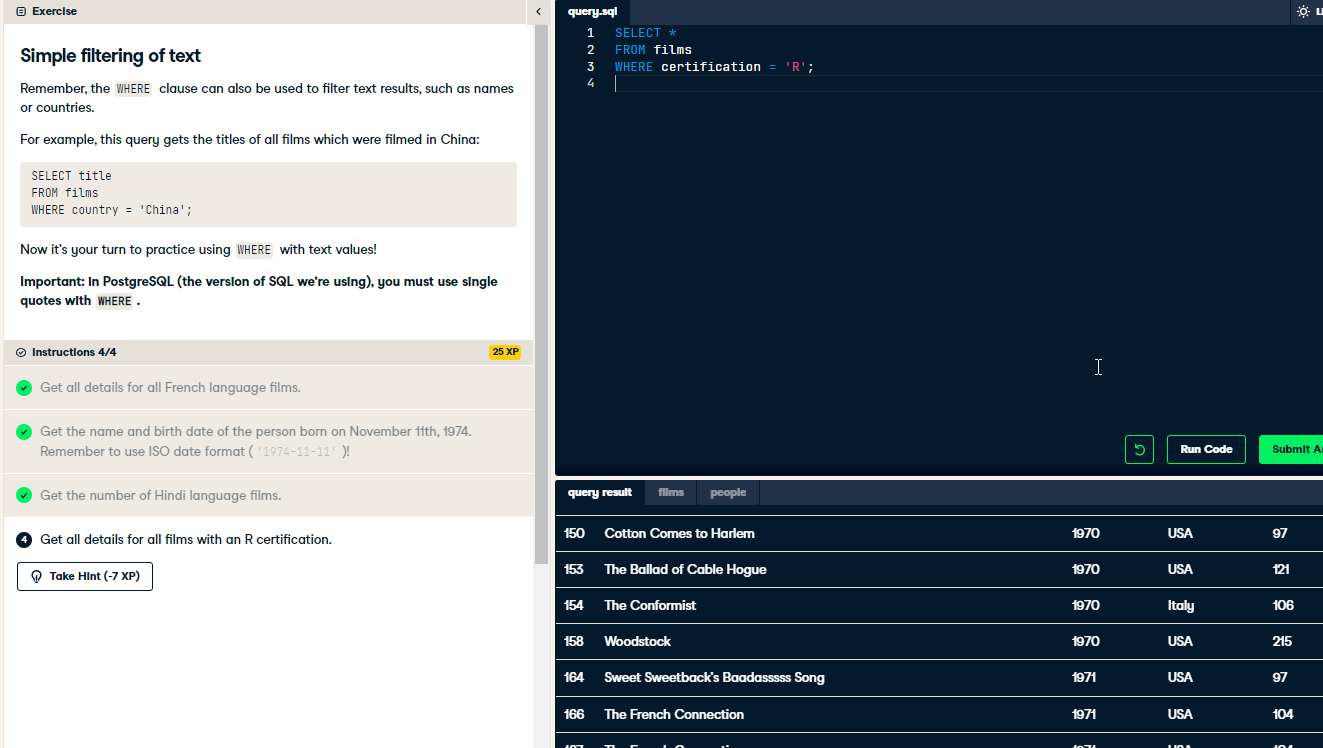 Exercise
Simple filtering of text
Remember, the WHERE clause can also be used to filter text results, such as names
or countries.
For example, this query gets the titles of all films which were filmed in China:
SELECT title
FROM films
WHERE country = 'China';
Now it's your turn to practice using WHERE with text values!
Important: in PostgreSQL (the version of SQL we're using), you must use single
quotes with WHERE .
Instructions 4/4
25 XP
Get all details for all French language films.
Get the name and birth date of the person born on November 11th, 1974.
Remember to use ISO date format ( '1974-11-11' )!
Get the number of Hindi language films.
4 Get all details for all films with an R certification.
Take Hint (-7 XP)
query.sql
1 SELECT *
2 FROM films
3 WHERE certification = 'R';
4
Run Code
Submit
query result films people
150 Cotton Comes to Harlem 1970 USA 97
153 The Ballad of Cable Hogue 1970 USA 121
154 The Conformist 1970 Italy 106
158 Woodstock 1970 USA 215
164 Sweet Sweetback's Baadasssss Song 1971 USA 97
166 The French Connection 1971 USA 104